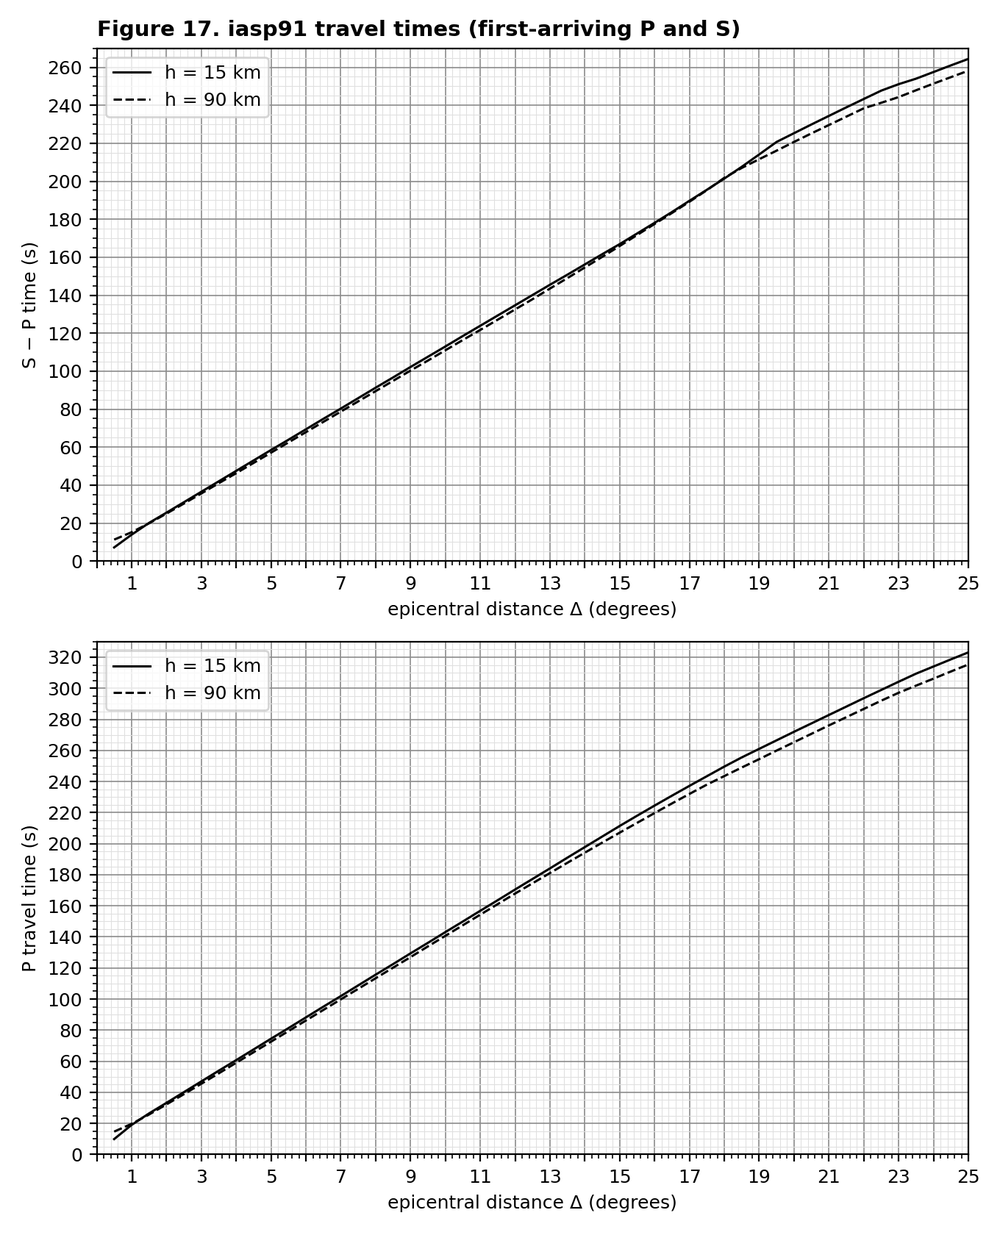 Figure 17. iasp91 travel times (first-arriving P and S)
h = 15 km
h = 90 km
260
240
220
200
180
160
140
120
100
80
60
40
20
0
S − P time (s)
1 3 5 7 9 11 13 15 17 19 21 23 25
epicentral distance Δ (degrees)
h = 15 km
h = 90 km
320
300
280
260
240
220
200
180
160
140
120
100
80
60
40
20
0
P travel time (s)
1 3 5 7 9 11 13 15 17 19 21 23 25
epicentral distance Δ (degrees)